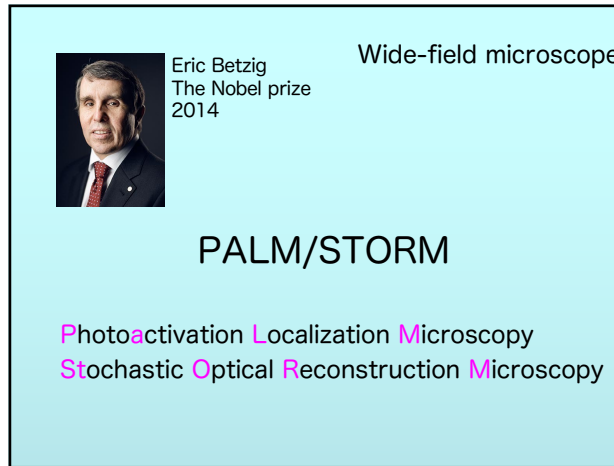 Wide-field microscope
Eric Betzig
The Nobel prize
2014
PALM/STORM
Photoactivation Localization Microscopy
Stochastic Optical Reconstruction Microscopy